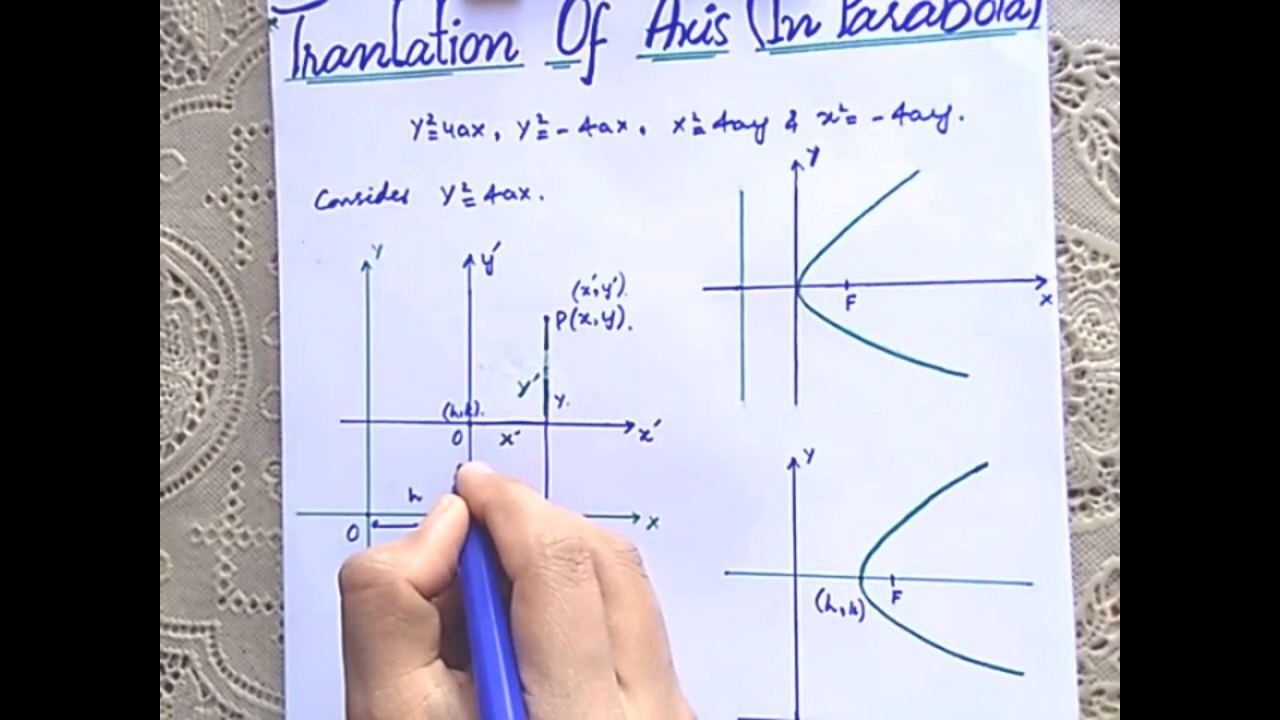 Tranlation Of Axis (In Parabola)
y²=4ax, y²=-4ax, x²=4ay & x²=-4ay.
Consider y²=4ax.
y
y
y'
(x',y').
P(x,y).
F
x
y'
y.
(h,k).
O
x'
x'
y
h
O
x
(h,k)
F